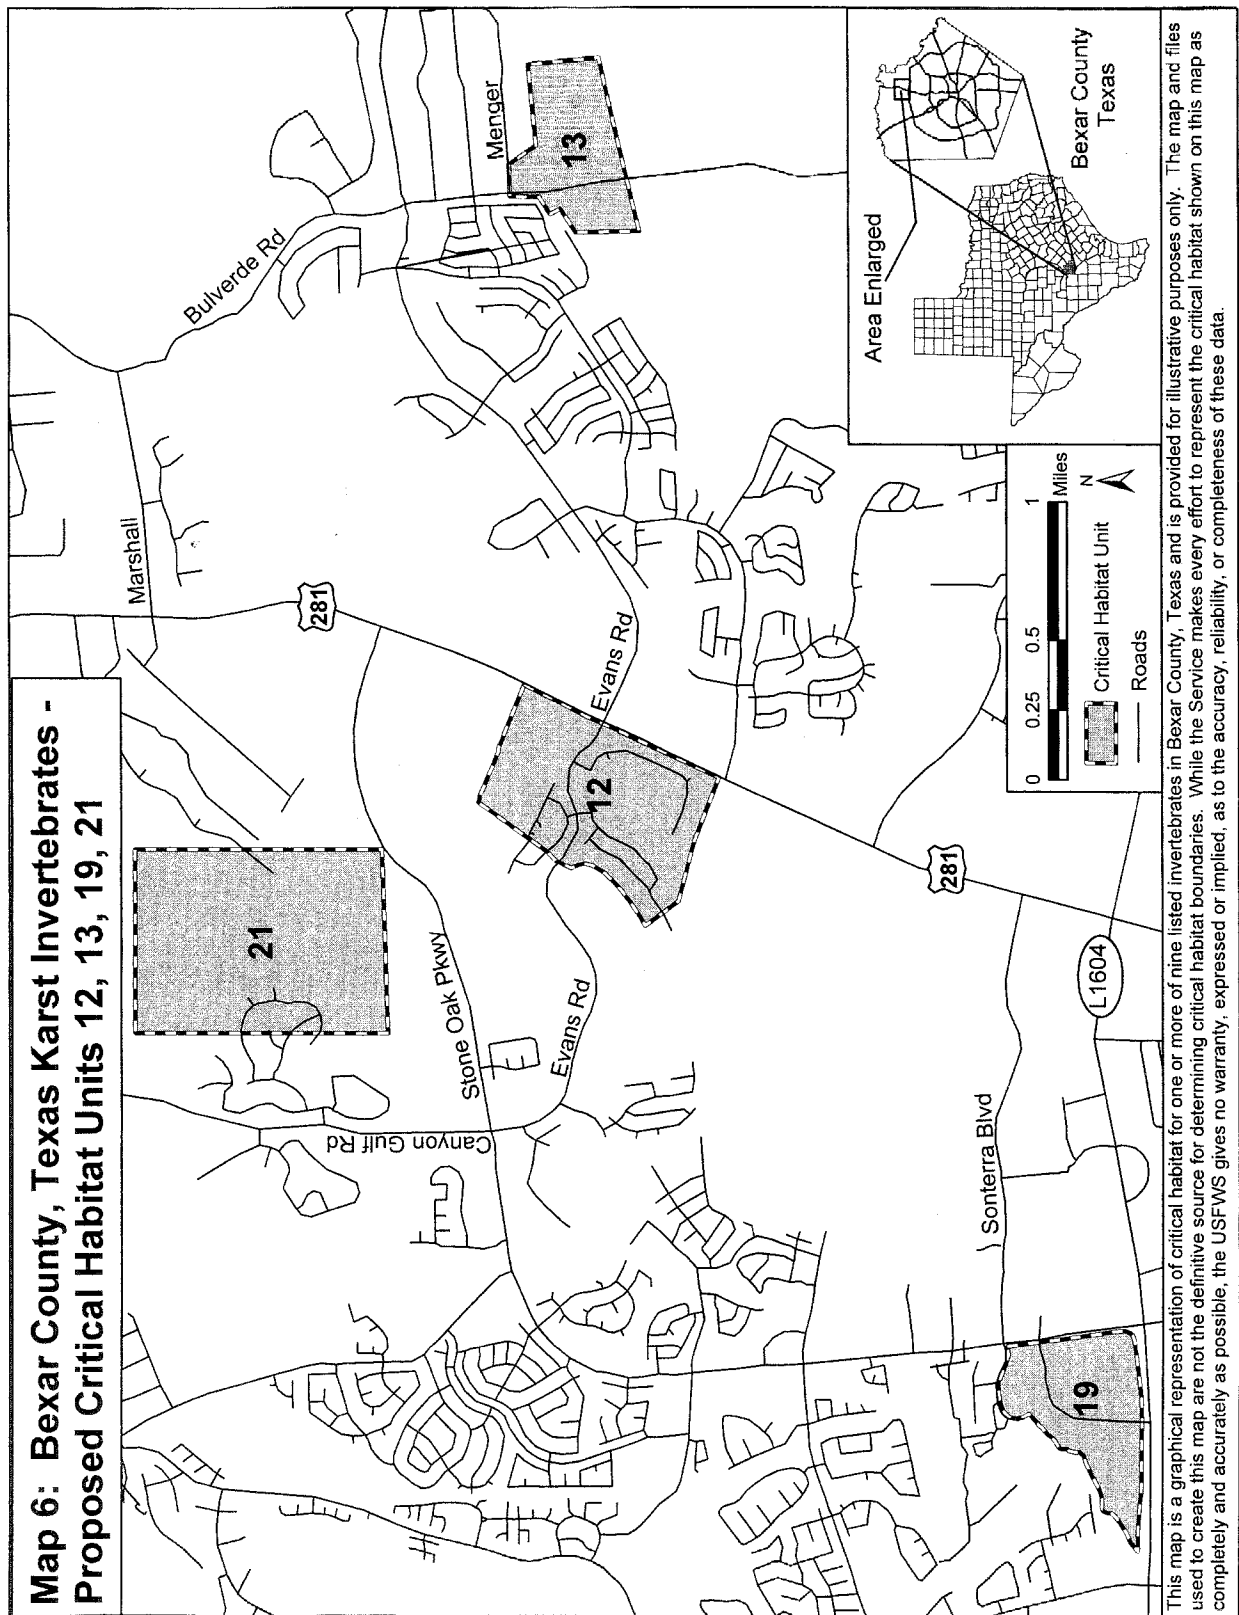 Map 6: Bexar County, Texas Karst Invertebrates -
Proposed Critical Habitat Units 12, 13, 19, 21
Marshall
Bulverde Rd
Menger
281
21
13
Stone Oak Pkwy
Evans Rd
12
Canyon Gulf Rd
Evans Rd
281
Sonterra Blvd
L1604
19
0 0.25 0.5 1
Miles
N
Critical Habitat Unit
Roads
Area Enlarged
Bexar County
Texas
This map is a graphical representation of critical habitat for one or more of nine listed invertebrates in Bexar County, Texas and is provided for illustrative purposes only. The map and files
used to create this map are not the definitive source for determining critical habitat boundaries. While the Service makes every effort to represent the critical habitat shown on this map as
completely and accurately as possible, the USFWS gives no warranty, expressed or implied, as to the accuracy, reliability, or completeness of these data.